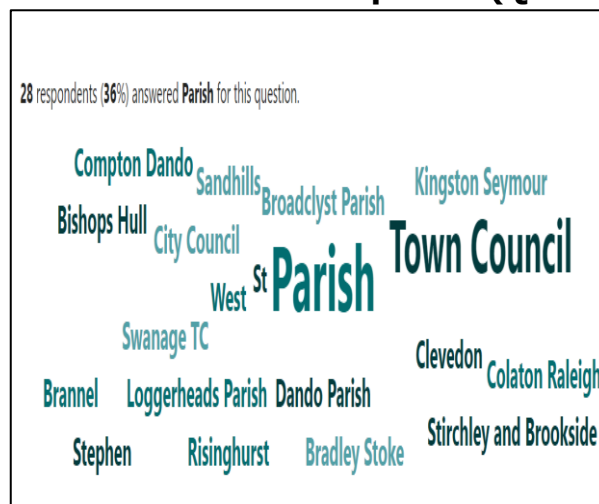 28 respondents (36%) answered Parish for this question.
Compton Dando
Sandhills
Broadclyst Parish
Kingston Seymour
Bishops Hull
City Council
Town Council
West
St
Parish
Swanage TC
Clevedon
Colaton Raleigh
Brannel
Loggerheads Parish
Dando Parish
Stirchley and Brookside
Stephen
Risinghurst
Bradley Stoke